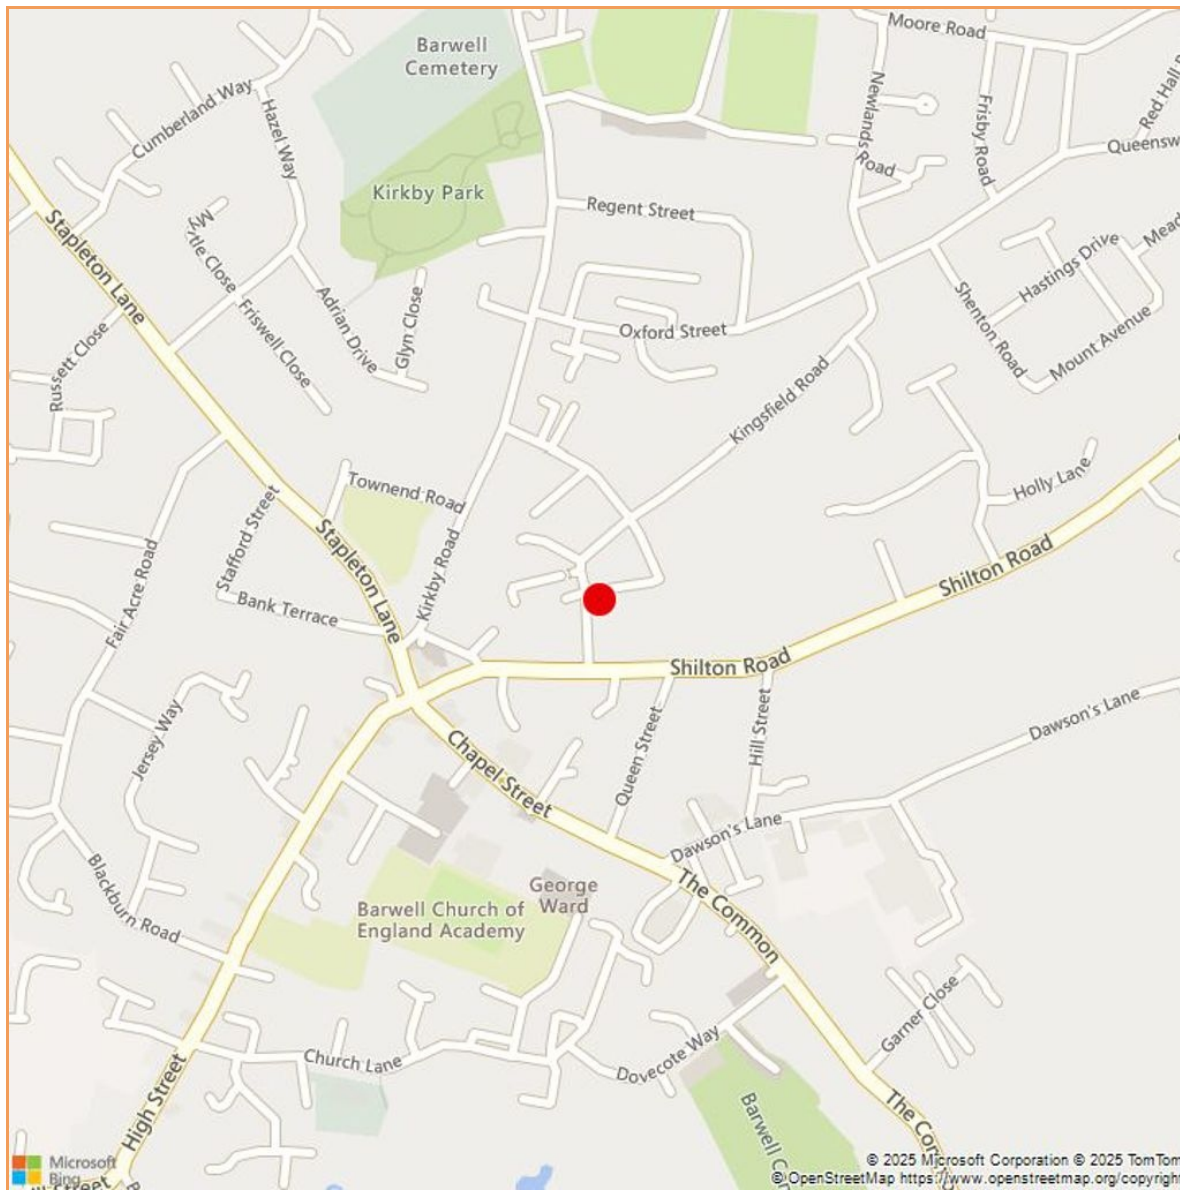 Moore Road
Barwell
Cemetery
Cumberland Way
Hazel Way
Newlands
Road
Frisby Road
Red Hall R
Queensw
Kirkby Park
Regent Street
Stapleton Lane
Myrtle Close
Mead
Hastings Drive
Adrian Drive
Glyn Close
Friswell Close
Shenton Road
Oxford Street
Russett Close
Mount Avenue
Kingsfield Road
Townend Road
Holly Lane
Stafford Street
Stapleton Lane
Kirkby Road
Fair Acre Road
Shilton Road
Bank Terrace
Shilton Road
Jersey Way
Hill Street
Dawson's Lane
Chapel Street
Queen Street
Dawson's Lane
Blackburn Road
George
Ward
The Common
Barwell Church of
England Academy
Garner Close
Church Lane
Dovecote Way
High Street
Barwell C
The Com
Microsoft
Bing
© 2025 Microsoft Corporation © 2025 TomTom
© OpenStreetMap https://www.openstreetmap.org/copyright